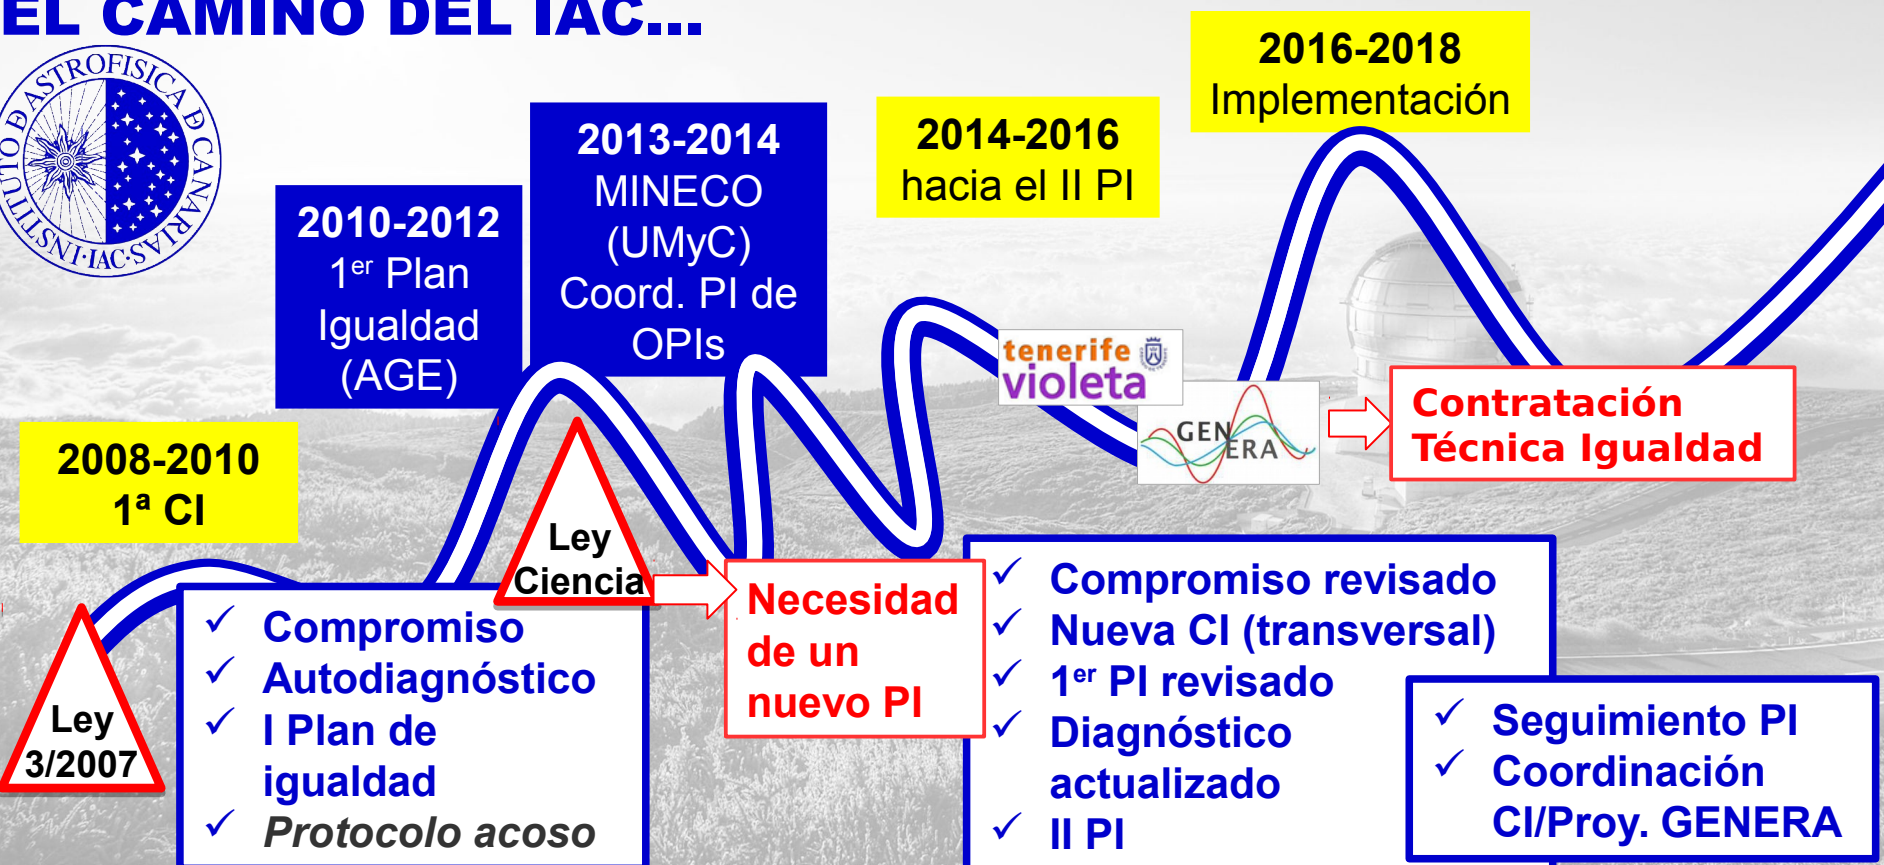 EL CAMINO DEL IAC...
INSTITUTO D ASTROFISICA D CANARIAS·IAC·
2008-2010
1ª CI
2010-2012
1er Plan
Igualdad
(AGE)
2013-2014
MINECO
(UMyC)
Coord. PI de
OPIs
2014-2016
hacia el II PI
2016-2018
Implementación
tenerife
violeta
GEN
ERA
Contratación
Técnica Igualdad
Ley
3/2007
Ley
Ciencia
Necesidad
de un
nuevo PI
✓ Compromiso
✓ Autodiagnóstico
✓ I Plan de
igualdad
✓ Protocolo acoso
✓ Compromiso revisado
✓ Nueva CI (transversal)
✓ 1er PI revisado
✓ Diagnóstico
actualizado
✓ II PI
✓ Seguimiento PI
✓ Coordinación
CI/Proy. GENERA